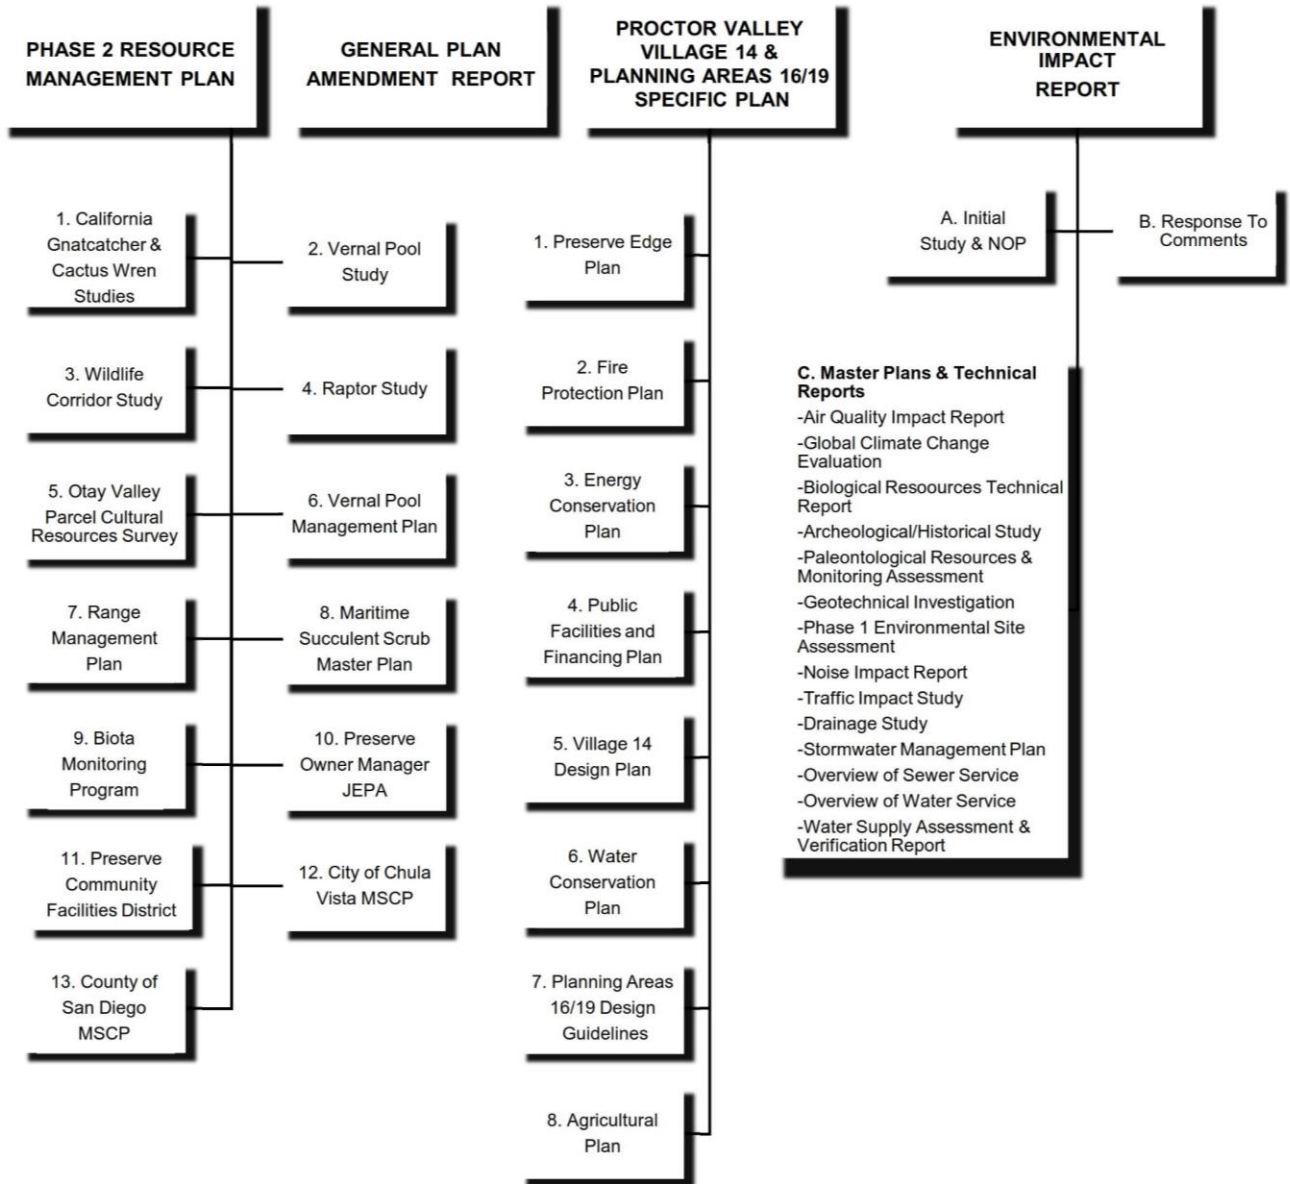 PHASE 2 RESOURCE
MANAGEMENT PLAN
GENERAL PLAN
AMENDMENT REPORT
PROCTOR VALLEY
VILLAGE 14 &
PLANNING AREAS 16/19
SPECIFIC PLAN
ENVIRONMENTAL
IMPACT
REPORT
1. California
Gnatcatcher &
Cactus Wren
Studies
2. Vernal Pool
Study
3. Wildlife
Corridor Study
4. Raptor Study
5. Otay Valley
Parcel Cultural
Resources Survey
6. Vernal Pool
Management Plan
7. Range
Management
Plan
8. Maritime
Succulent Scrub
Master Plan
9. Biota
Monitoring
Program
10. Preserve
Owner Manager
JEPA
11. Preserve
Community
Facilities District
12. City of Chula
Vista MSCP
13. County of
San Diego
MSCP
1. Preserve Edge
Plan
2. Fire
Protection Plan
3. Energy
Conservation
Plan
4. Public
Facilities and
Financing Plan
5. Village 14
Design Plan
6. Water
Conservation
Plan
7. Planning Areas
16/19 Design
Guidelines
8. Agricultural
Plan
A. Initial
Study & NOP
B. Response To
Comments
C. Master Plans & Technical
Reports
-Air Quality Impact Report
-Global Climate Change
Evaluation
-Biological Resoources Technical
Report
-Archeological/Historical Study
-Paleontological Resources &
Monitoring Assessment
-Geotechnical Investigation
-Phase 1 Environmental Site
Assessment
-Noise Impact Report
-Traffic Impact Study
-Drainage Study
-Stormwater Management Plan
-Overview of Sewer Service
-Overview of Water Service
-Water Supply Assessment &
Verification Report